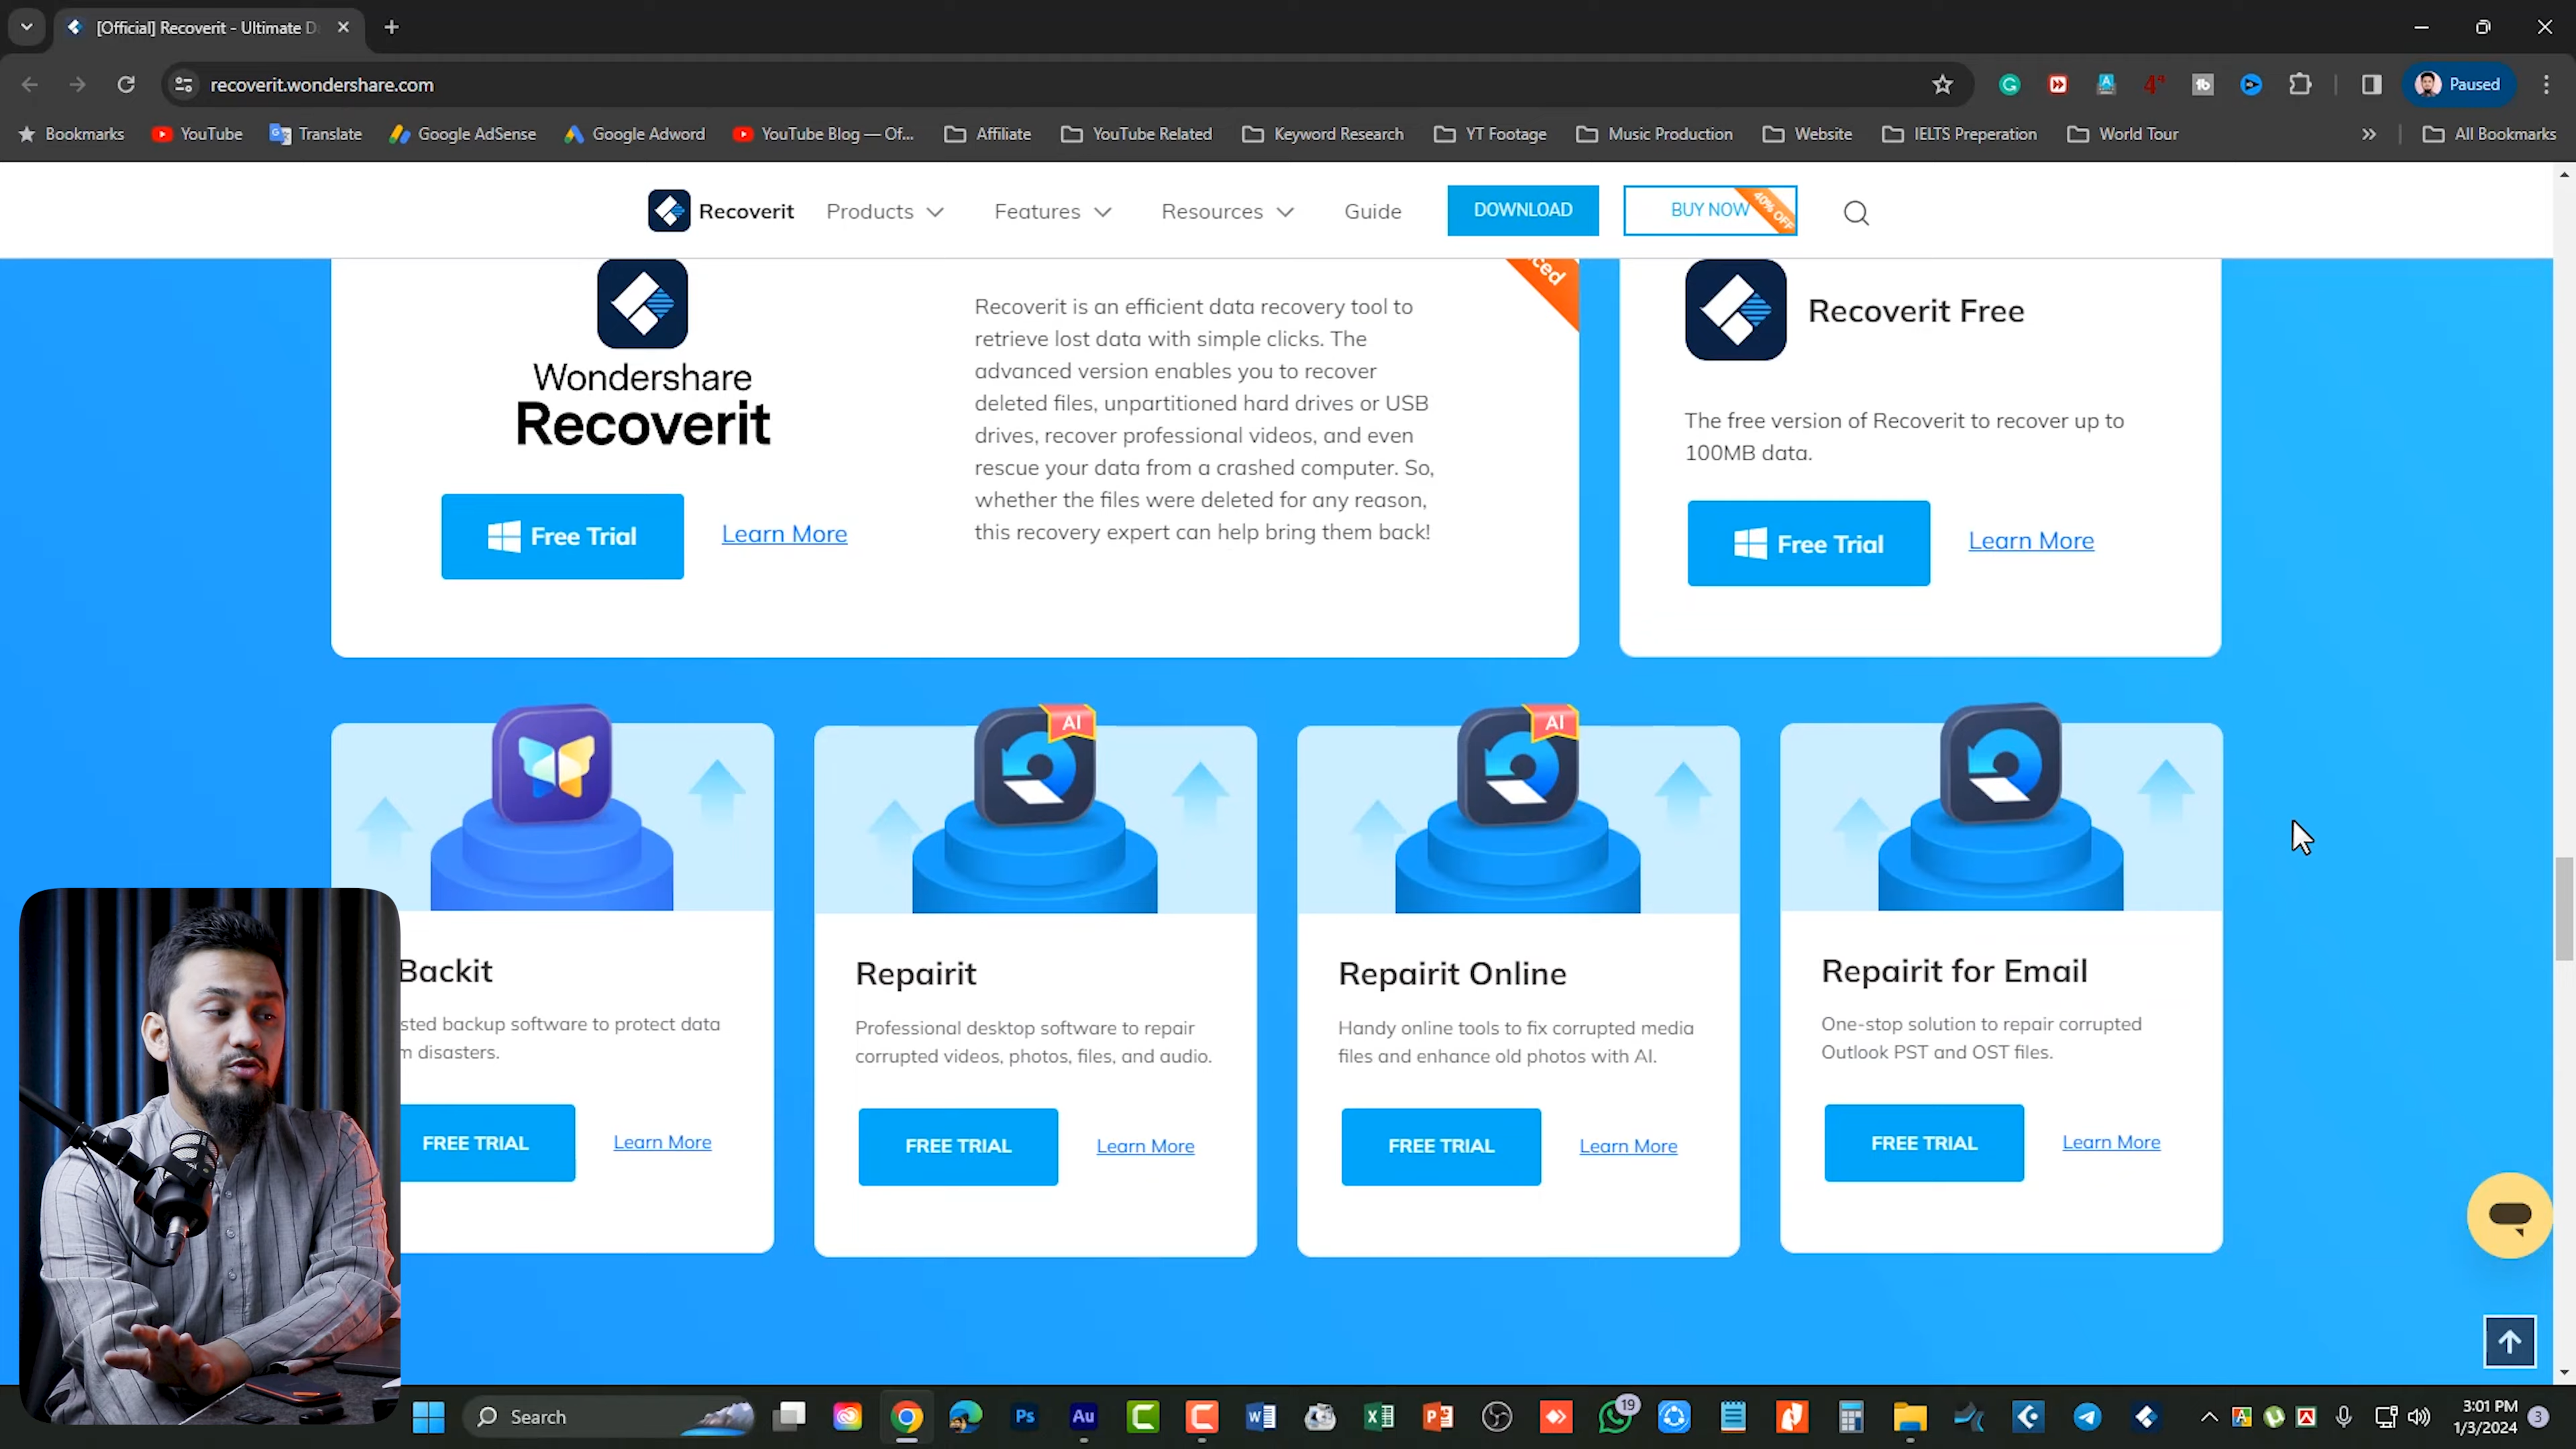 [Official] Recoverit - Ultimate D
recoverit.wondershare.com
Paused
Bookmarks YouTube Translate Google AdSense Google Adword YouTube Blog — Of... Affiliate YouTube Related Keyword Research YT Footage Music Production Website IELTS Preperation World Tour All Bookmarks
Recoverit Products Features Resources Guide DOWNLOAD BUY NOW 40% OFF
Wondershare
Recoverit
Free Trial Learn More
Recoverit is an efficient data recovery tool to
retrieve lost data with simple clicks. The
advanced version enables you to recover
deleted files, unpartitioned hard drives or USB
drives, recover professional videos, and even
rescue your data from a crashed computer. So,
whether the files were deleted for any reason,
this recovery expert can help bring them back!
ced
Recoverit Free
The free version of Recoverit to recover up to
100MB data.
Free Trial Learn More
Backit
sted backup software to protect data
m disasters.
FREE TRIAL Learn More
AI
Repairit
Professional desktop software to repair
corrupted videos, photos, files, and audio.
FREE TRIAL Learn More
AI
Repairit Online
Handy online tools to fix corrupted media
files and enhance old photos with AI.
FREE TRIAL Learn More
Repairit for Email
One-stop solution to repair corrupted
Outlook PST and OST files.
FREE TRIAL Learn More
Search
Ps
Au
19
3:01 PM
1/3/2024
3